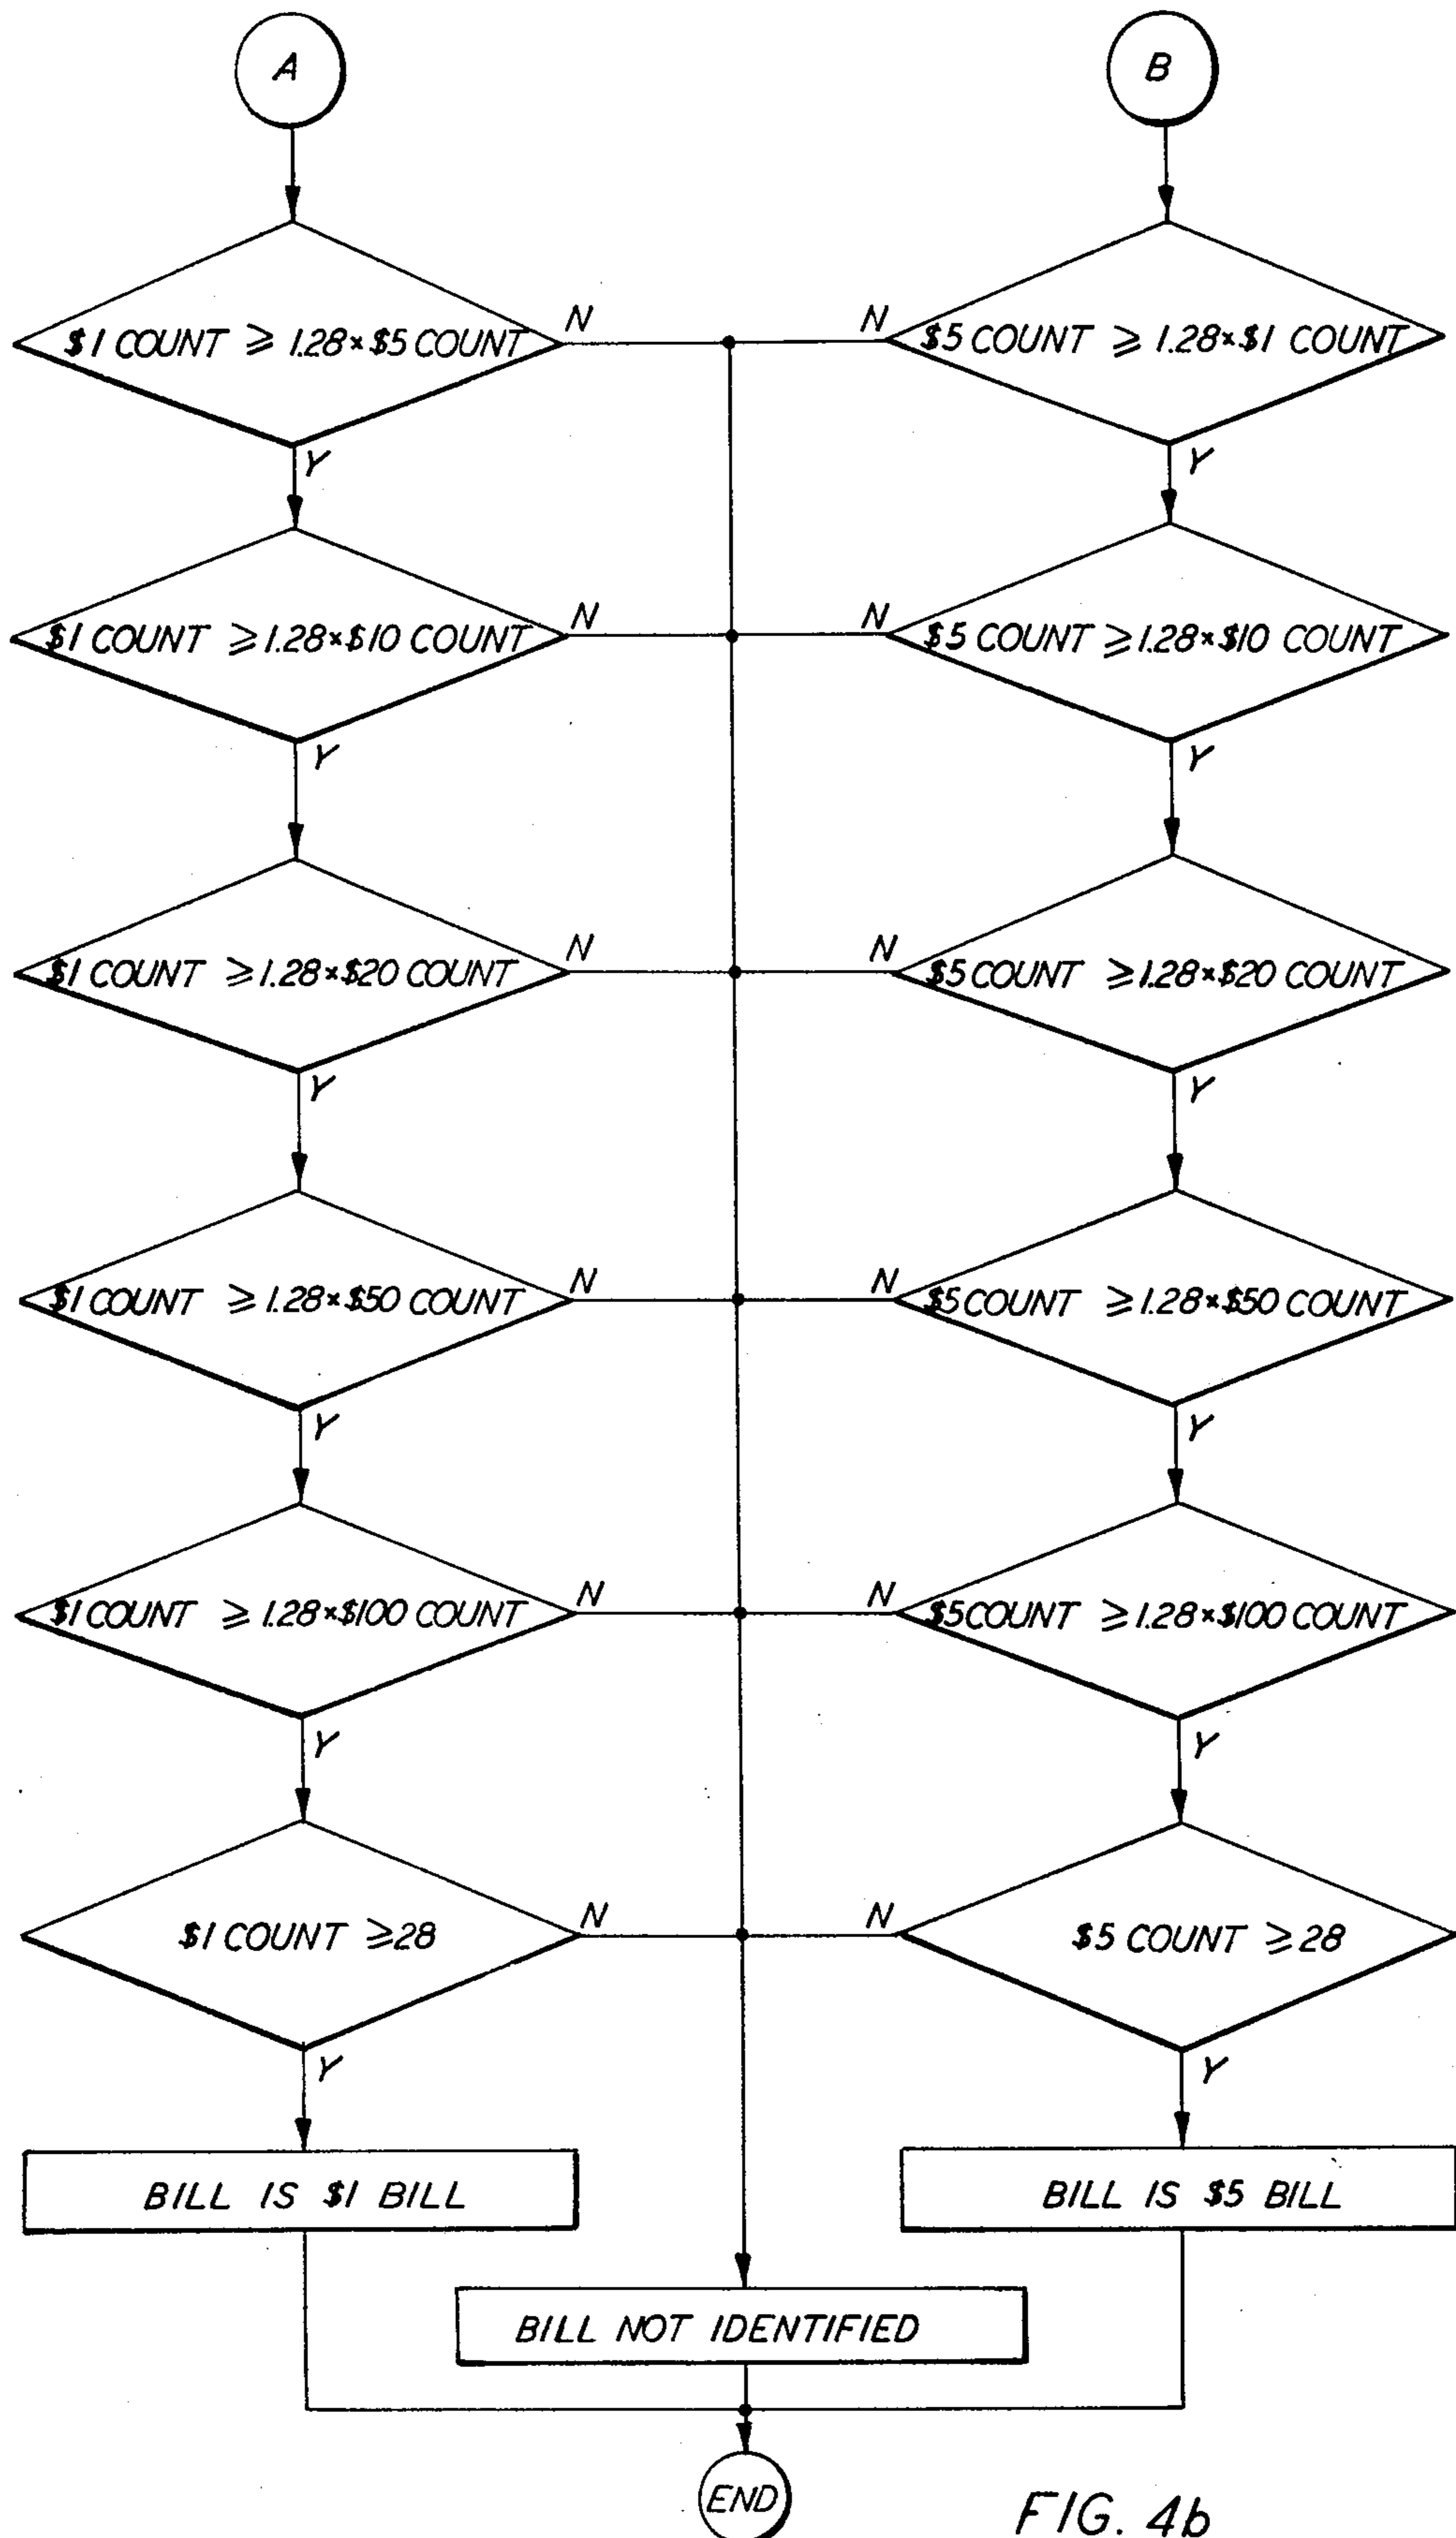 A B
$1 COUNT ≥ 1.28×$5 COUNT N N $5 COUNT ≥ 1.28×$1 COUNT
Y Y
$1 COUNT ≥1.28×$10 COUNT N N $5 COUNT ≥1.28×$10 COUNT
Y Y
$1 COUNT ≥1.28×$20 COUNT N N $5 COUNT ≥1.28×$20 COUNT
Y Y
$1 COUNT ≥1.28×$50 COUNT N N $5 COUNT ≥1.28×$50 COUNT
Y Y
$1 COUNT ≥1.28×$100 COUNT N N $5 COUNT ≥1.28×$100 COUNT
Y Y
$1 COUNT ≥28 N N $5 COUNT ≥28
Y Y
BILL IS $1 BILL BILL IS $5 BILL
BILL NOT IDENTIFIED
END
FIG. 4b